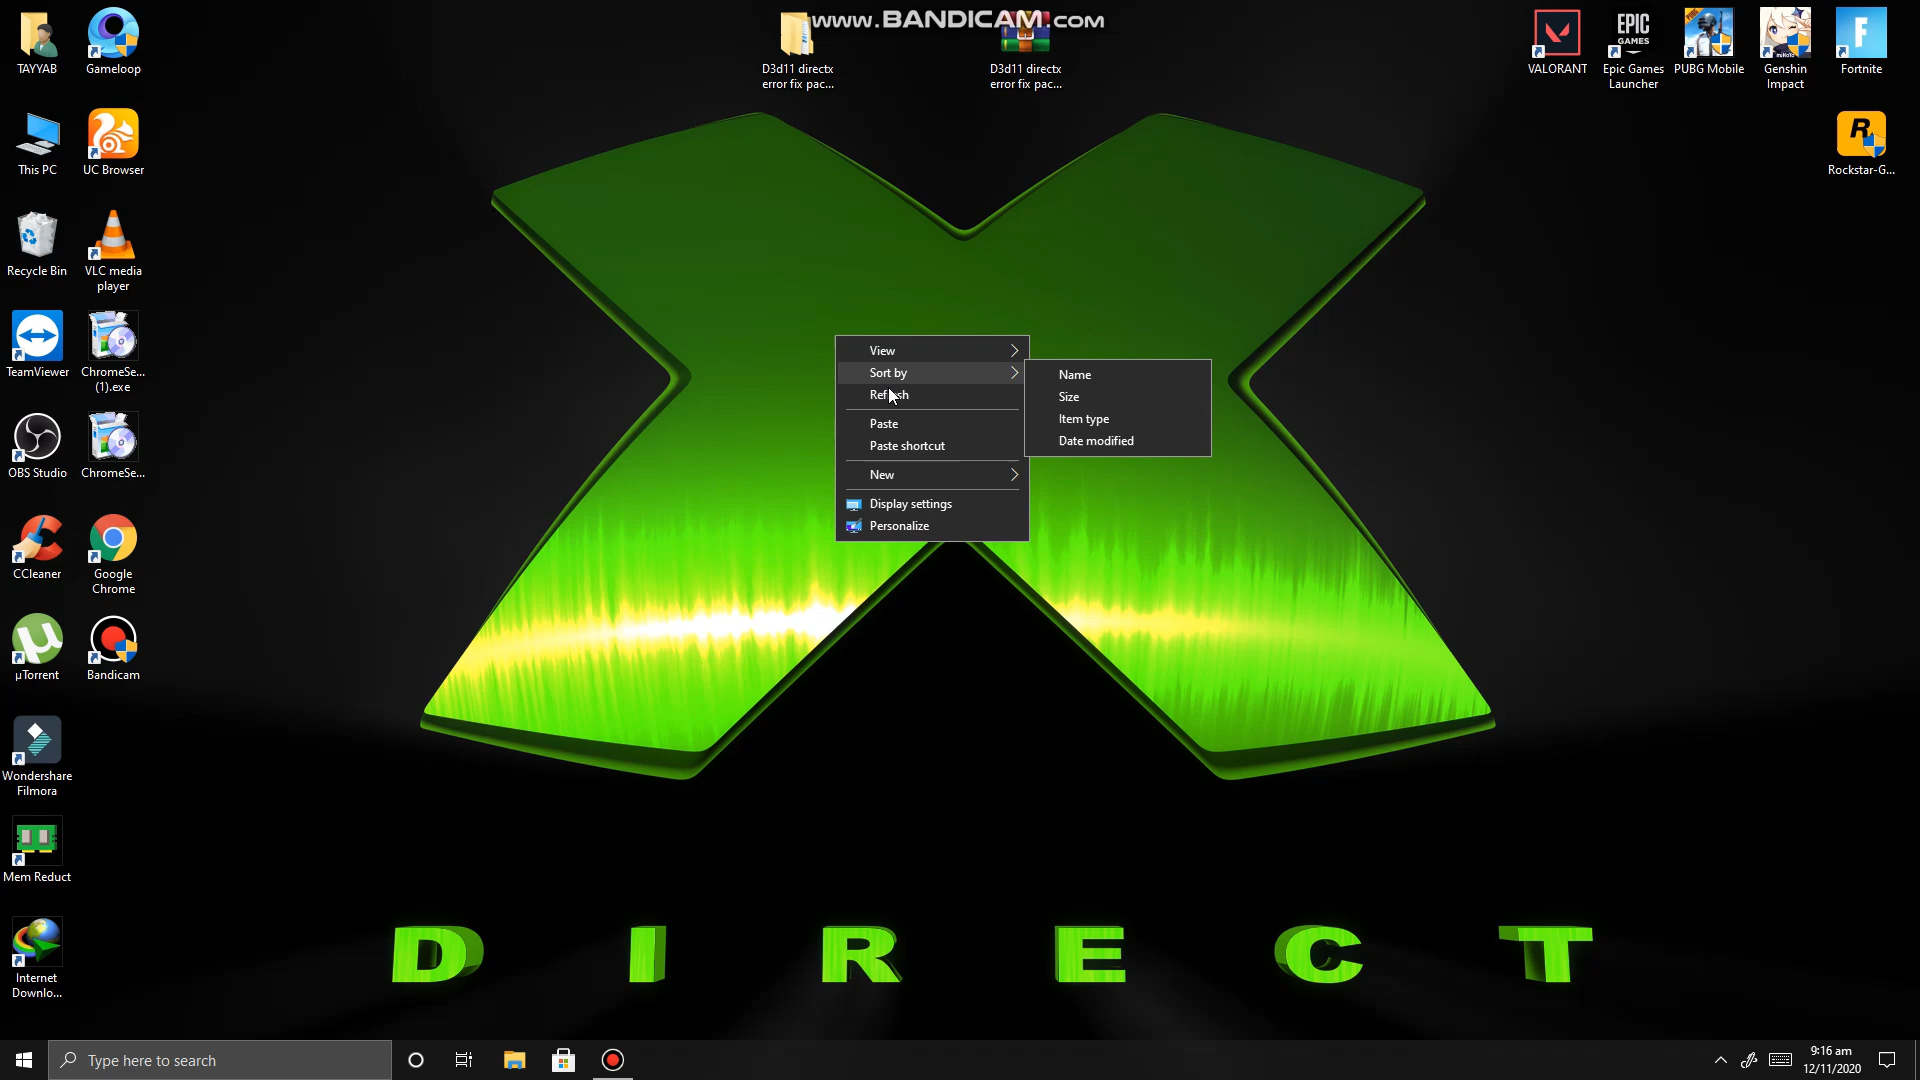 www.BANDICAM.com
TAYYAB
Gameloop
D3d11 directx
error fix pac...
D3d11 directx
error fix pac...
VALORANT
EPIC
GAMES
Epic Games
Launcher
PUBG
PUBG Mobile
Genshin
Impact
F
Fortnite
This PC
UC Browser
R
Rockstar-G...
Recycle Bin
VLC media
player
TeamViewer
ChromeSe...
(1).exe
OBS Studio
ChromeSe...
CCleaner
Google
Chrome
µTorrent
Bandicam
Wondershare
Filmora
Mem Reduct
Internet
Downlo...
View
Sort by
Refresh
Paste
Paste shortcut
New
Display settings
Personalize
Name
Size
Item type
Date modified
DIRECT
Type here to search
9:16 am
12/11/2020